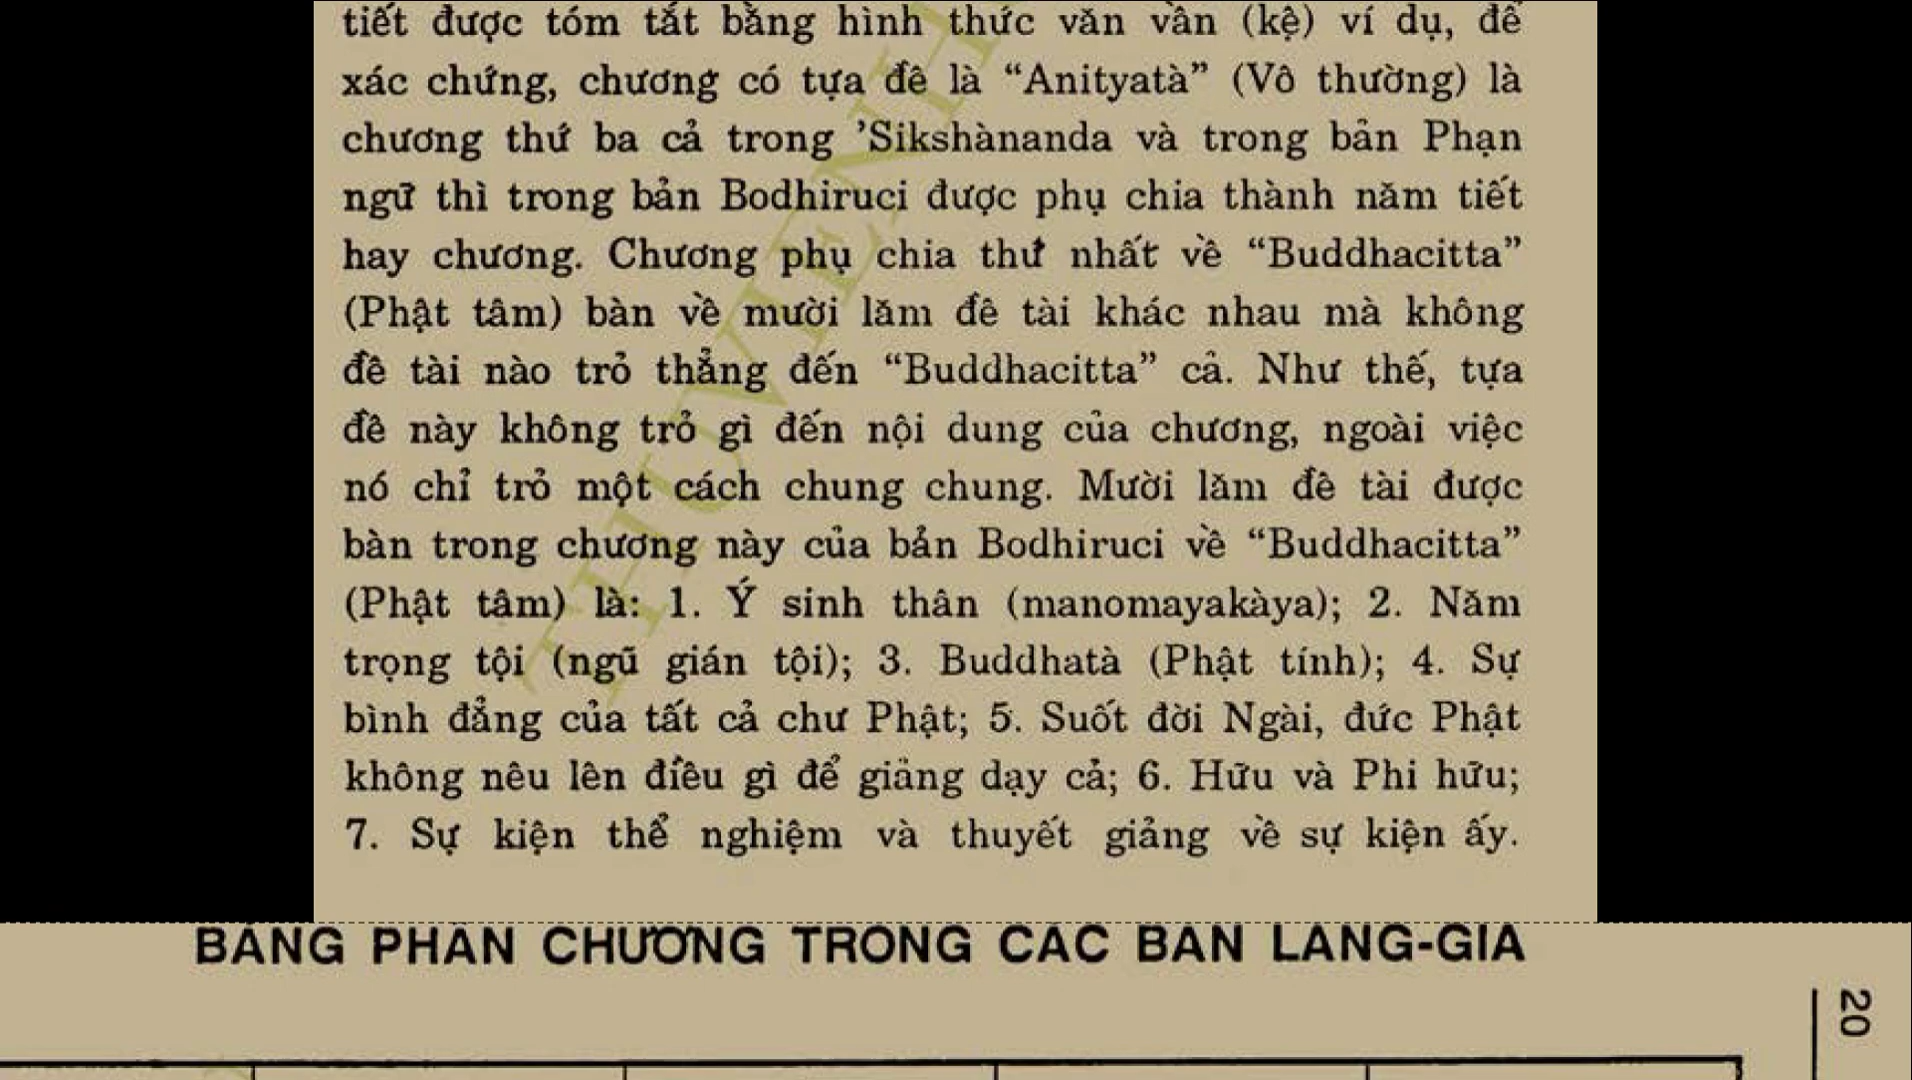 tiết được tóm tắt bằng hình thức văn vần (kệ) ví dụ, để
xác chứng, chương có tựa đề là “Anityatà” (Vô thường) là
chương thứ ba cả trong ’Sikshànanda và trong bản Phạn
ngữ thì trong bản Bodhiruci được phụ chia thành năm tiết
hay chương. Chương phụ chia thứ nhất về “Buddhacitta”
(Phật tâm) bàn về mười lăm đề tài khác nhau mà không
đề tài nào trỏ thẳng đến “Buddhacitta” cả. Như thế, tựa
đề này không trỏ gì đến nội dung của chương, ngoài việc
nó chỉ trỏ một cách chung chung. Mười lăm đề tài được
bàn trong chương này của bản Bodhiruci về “Buddhacitta”
(Phật tâm) là: 1. Ý sinh thân (manomayakàya); 2. Năm
trọng tội (ngũ gián tội); 3. Buddhatà (Phật tính); 4. Sự
bình đẳng của tất cả chư Phật; 5. Suốt đời Ngài, đức Phật
không nêu lên điều gì để giảng dạy cả; 6. Hữu và Phi hữu;
7. Sự kiện thể nghiệm và thuyết giảng về sự kiện ấy.
BẢNG PHÂN CHƯƠNG TRONG CÁC BẢN LĂNG-GIÀ
20
THUVIENH